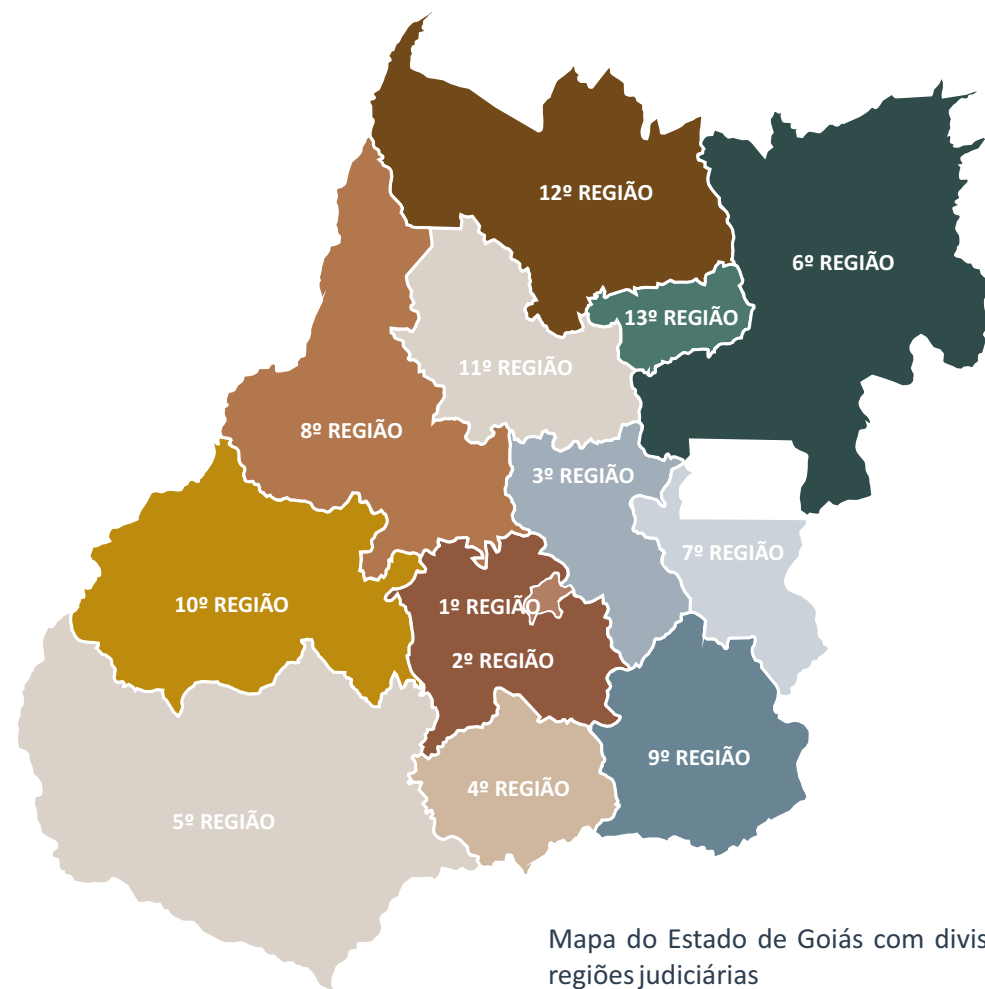 12º REGIÃO
6º REGIÃO
13º REGIÃO
11º REGIÃO
8º REGIÃO
3º REGIÃO
7º REGIÃO
10º REGIÃO
1º REGIÃO
2º REGIÃO
9º REGIÃO
4º REGIÃO
5º REGIÃO
Mapa do Estado de Goiás com divis
regiões judiciárias